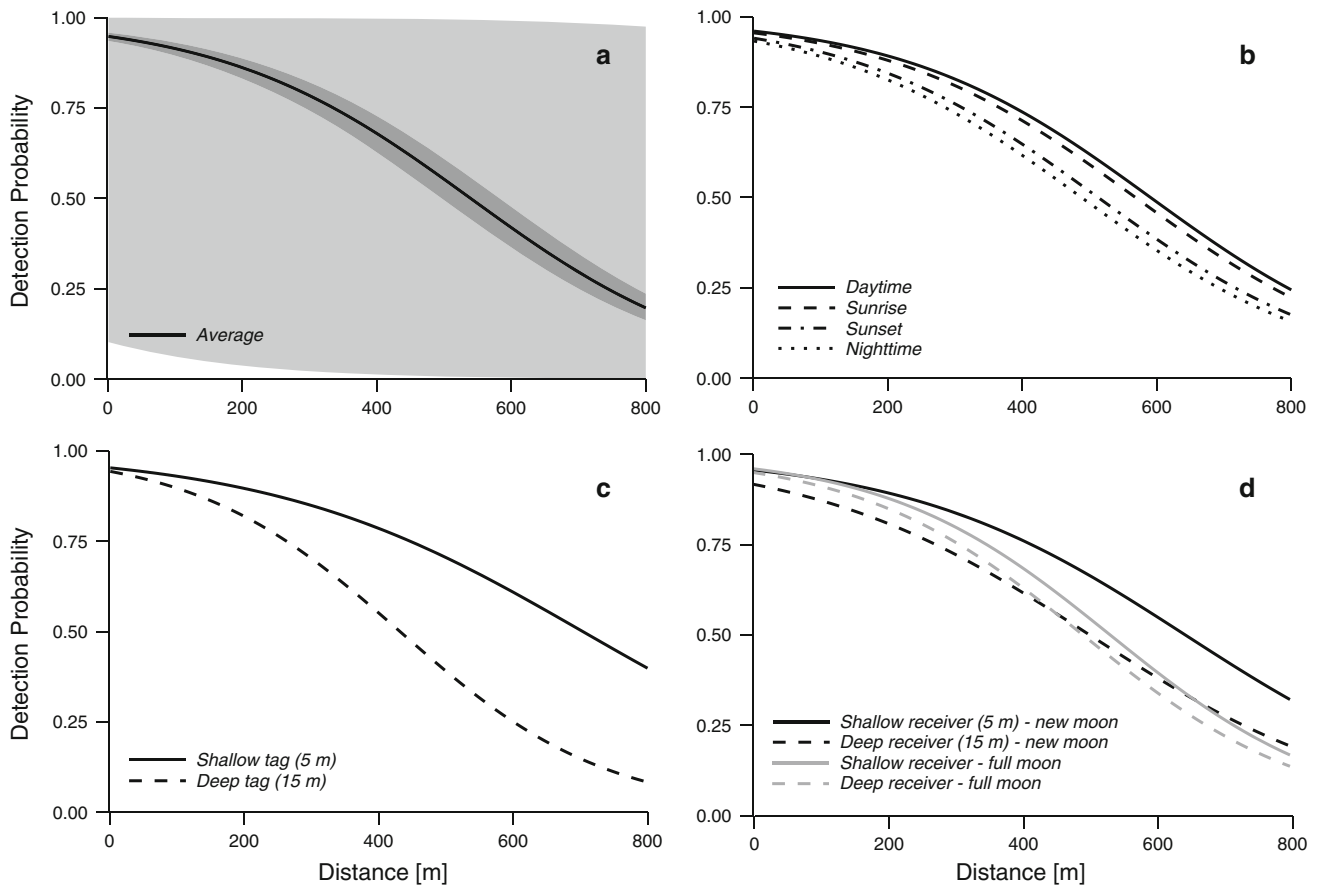 a
Detection Probability
1.00
0.75
0.50
0.25
0.00
Average
0 200 400 600 800
b
1.00
0.75
0.50
0.25
0.00
Daytime
Sunrise
Sunset
Nighttime
0 200 400 600 800
c
Detection Probability
1.00
0.75
0.50
0.25
0.00
Shallow tag (5 m)
Deep tag (15 m)
0 200 400 600 800
Distance [m]
d
1.00
0.75
0.50
0.25
0.00
Shallow receiver (5 m) - new moon
Deep receiver (15 m) - new moon
Shallow receiver - full moon
Deep receiver - full moon
0 200 400 600 800
Distance [m]